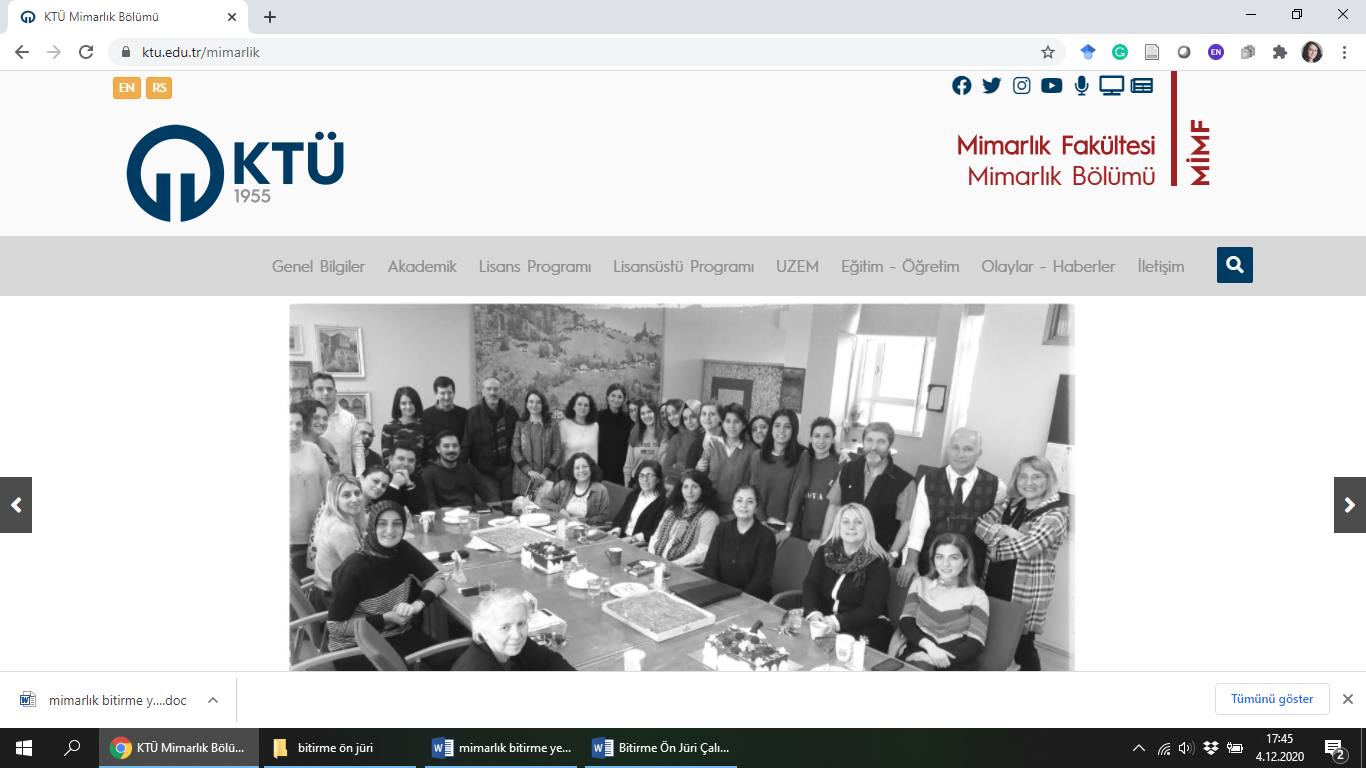 KTÜ Mimarlık Bölümü
ktu.edu.tr/mimarlik
EN
EN RS
KTÜ
1955
Mimarlık Fakültesi
Mimarlık Bölümü
MİMF
Genel Bilgiler Akademik Lisans Programı Lisansüstü Programı UZEM Eğitim - Öğretim Olaylar - Haberler İletişim
mimarlık bitirme y....doc
Tümünü göster
KTÜ Mimarlık Bölü...
bitirme ön jüri
mimarlık bitirme ye...
Bitirme Ön Jüri Çalı...
17:45
4.12.2020
2